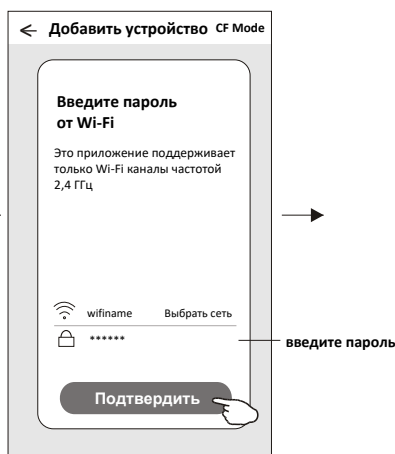 Добавить устройство CF Mode
Введите пароль
от Wi-Fi
Это приложение поддерживает
только Wi-Fi каналы частотой
2,4 ГГц
wifiname Выбрать сеть
******
введите пароль
Подтвердить